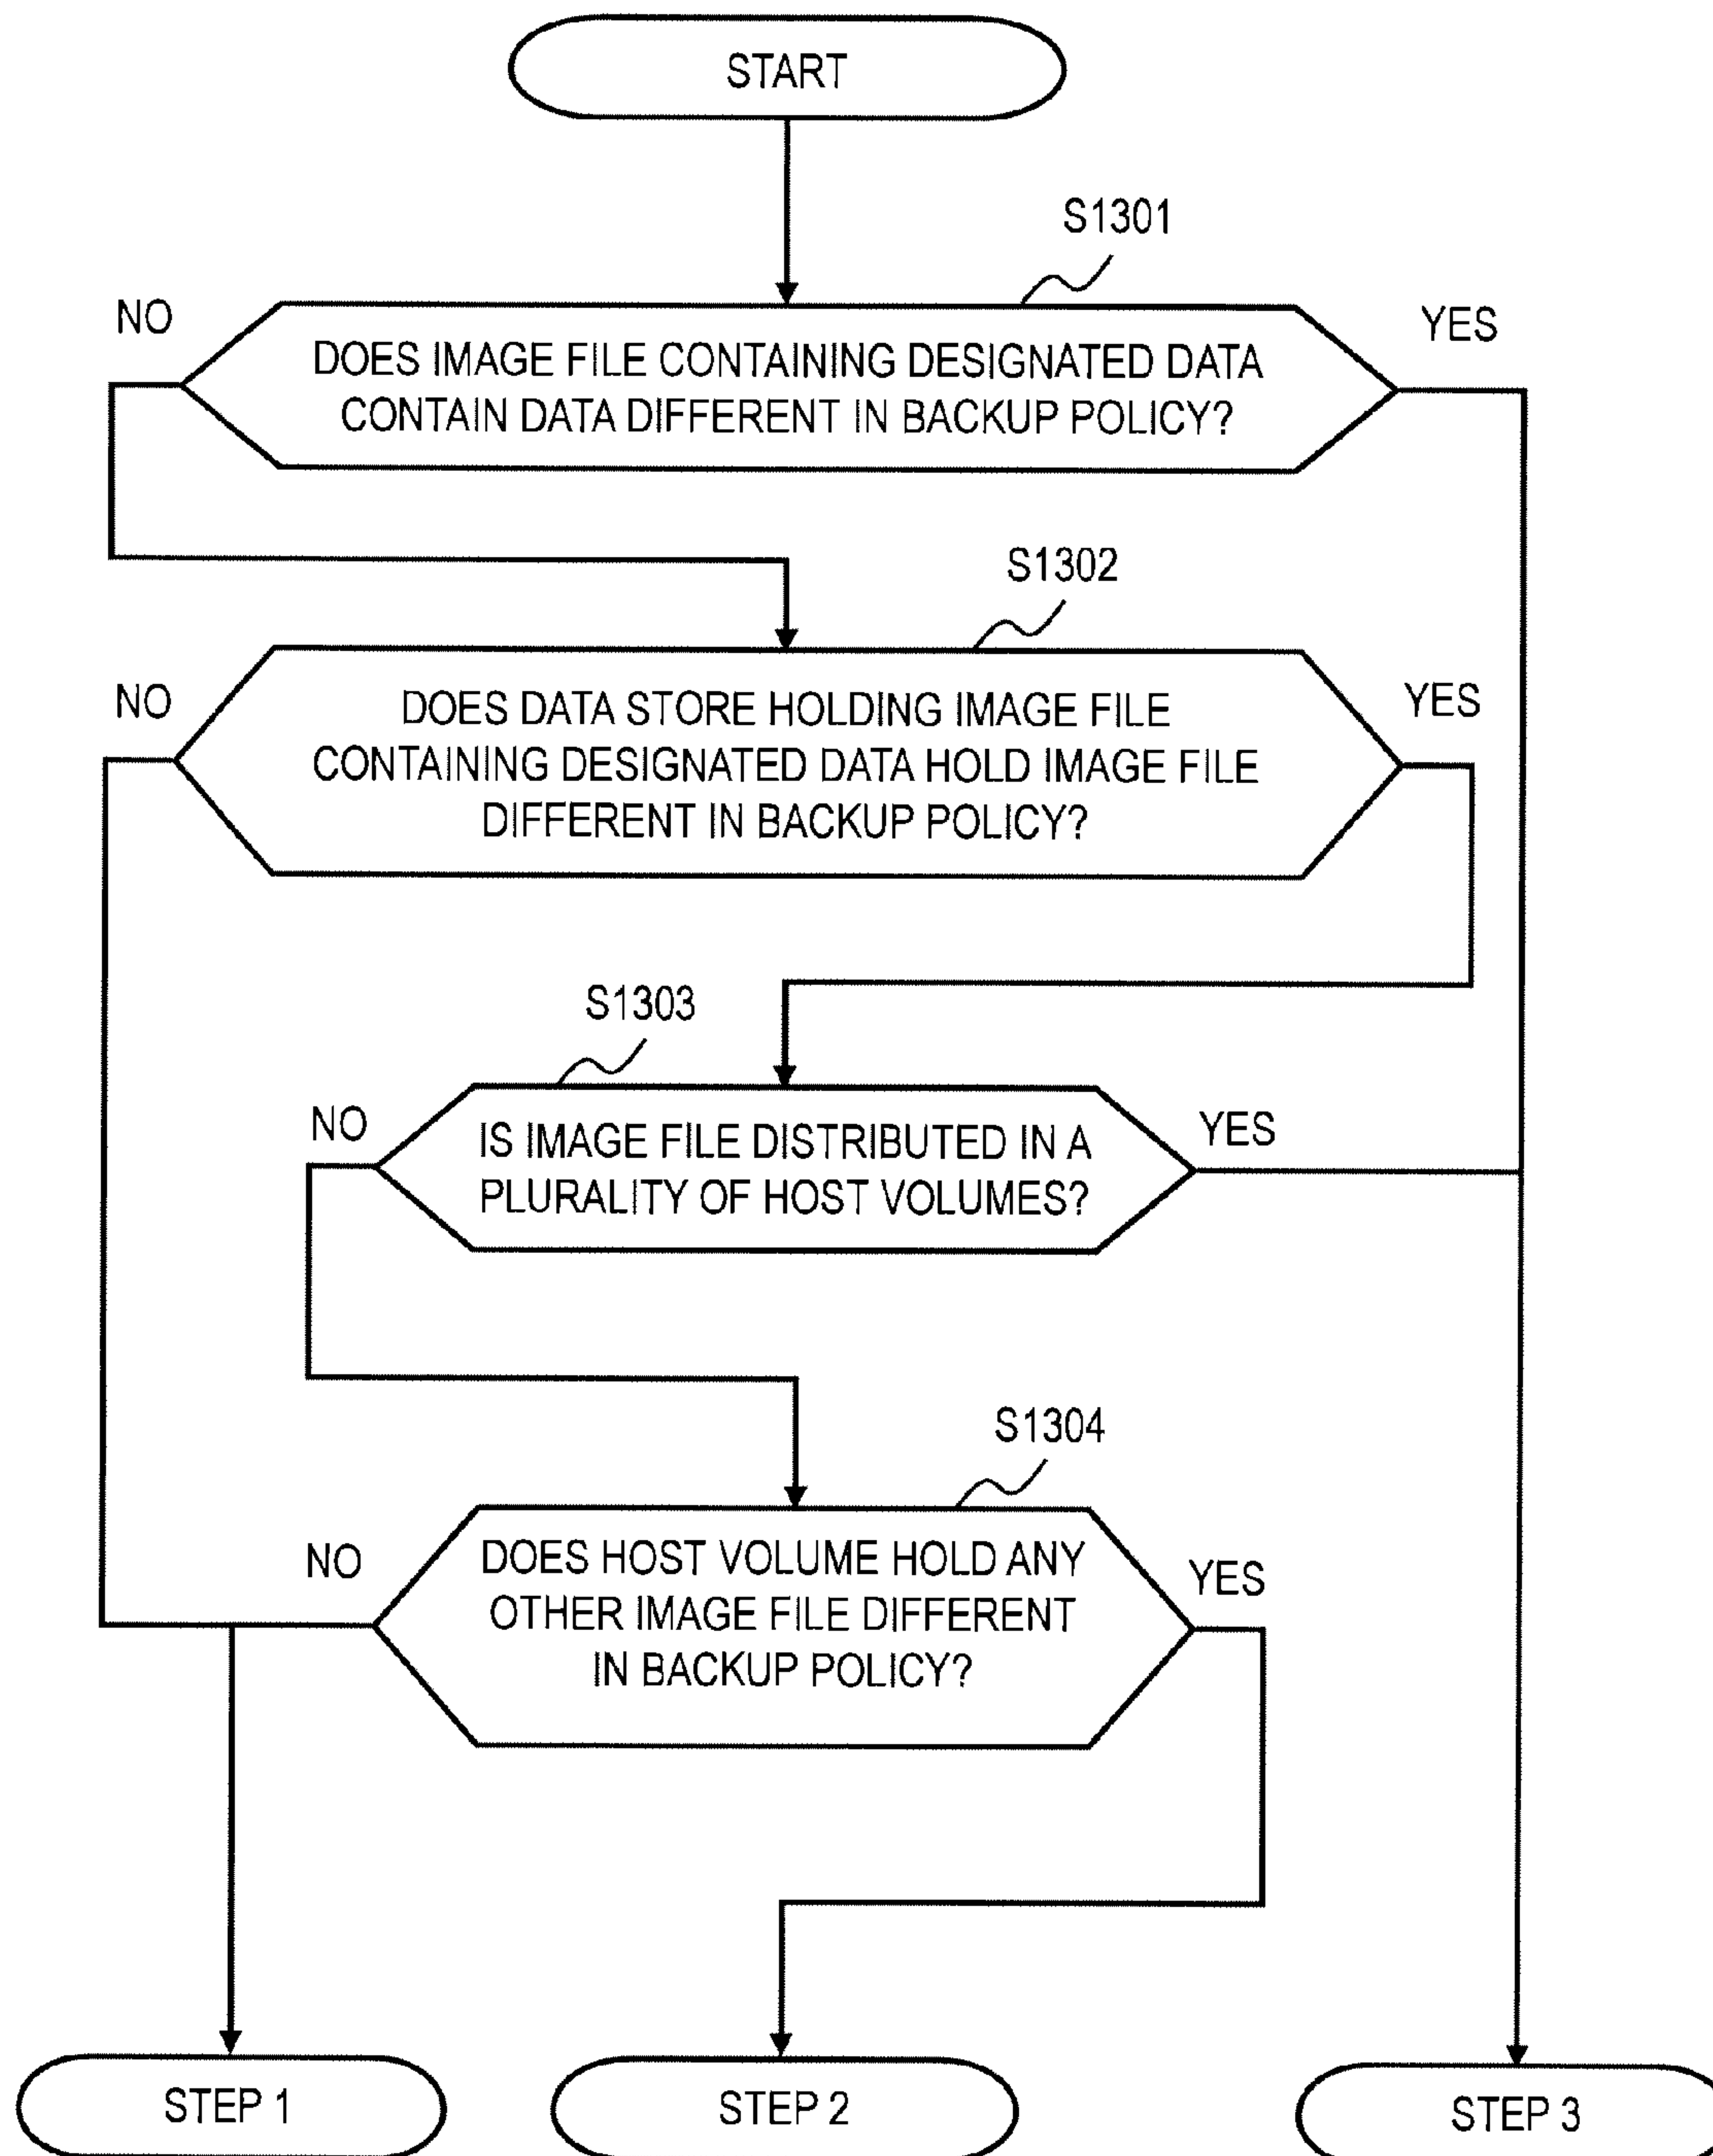 START
S1301
NO
YES
DOES IMAGE FILE CONTAINING DESIGNATED DATA
CONTAIN DATA DIFFERENT IN BACKUP POLICY?
S1302
NO
YES
DOES DATA STORE HOLDING IMAGE FILE
CONTAINING DESIGNATED DATA HOLD IMAGE FILE
DIFFERENT IN BACKUP POLICY?
S1303
NO
YES
IS IMAGE FILE DISTRIBUTED IN A
PLURALITY OF HOST VOLUMES?
S1304
NO
YES
DOES HOST VOLUME HOLD ANY
OTHER IMAGE FILE DIFFERENT
IN BACKUP POLICY?
STEP 1
STEP 2
STEP 3